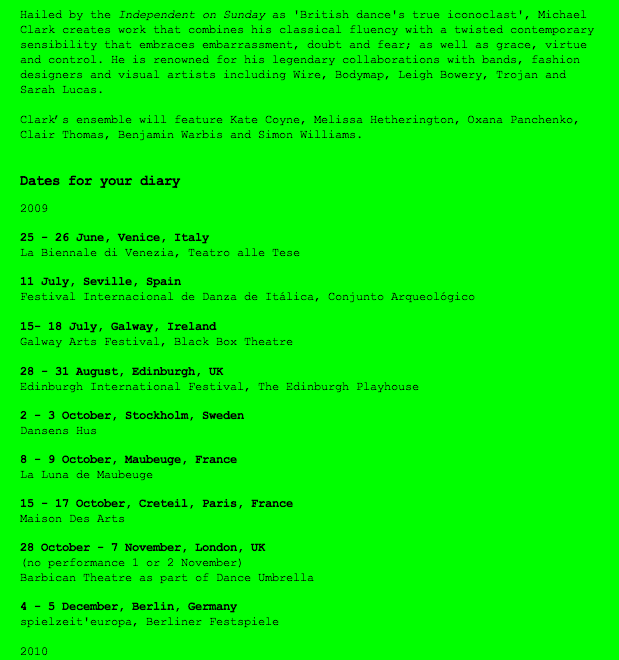 Hailed by the Independent on Sunday as 'British dance's true iconoclast', Michael
Clark creates work that combines his classical fluency with a twisted contemporary
sensibility that embraces embarrassment, doubt and fear; as well as grace, virtue
and control. He is renowned for his legendary collaborations with bands, fashion
designers and visual artists including Wire, Bodymap, Leigh Bowery, Trojan and
Sarah Lucas.
Clark’s ensemble will feature Kate Coyne, Melissa Hetherington, Oxana Panchenko,
Clair Thomas, Benjamin Warbis and Simon Williams.
Dates for your diary
2009
25 - 26 June, Venice, Italy
La Biennale di Venezia, Teatro alle Tese
11 July, Seville, Spain
Festival Internacional de Danza de Itálica, Conjunto Arqueológico
15- 18 July, Galway, Ireland
Galway Arts Festival, Black Box Theatre
28 - 31 August, Edinburgh, UK
Edinburgh International Festival, The Edinburgh Playhouse
2 - 3 October, Stockholm, Sweden
Dansens Hus
8 - 9 October, Maubeuge, France
La Luna de Maubeuge
15 - 17 October, Creteil, Paris, France
Maison Des Arts
28 October - 7 November, London, UK
(no performance 1 or 2 November)
Barbican Theatre as part of Dance Umbrella
4 - 5 December, Berlin, Germany
spielzeit'europa, Berliner Festspiele
2010